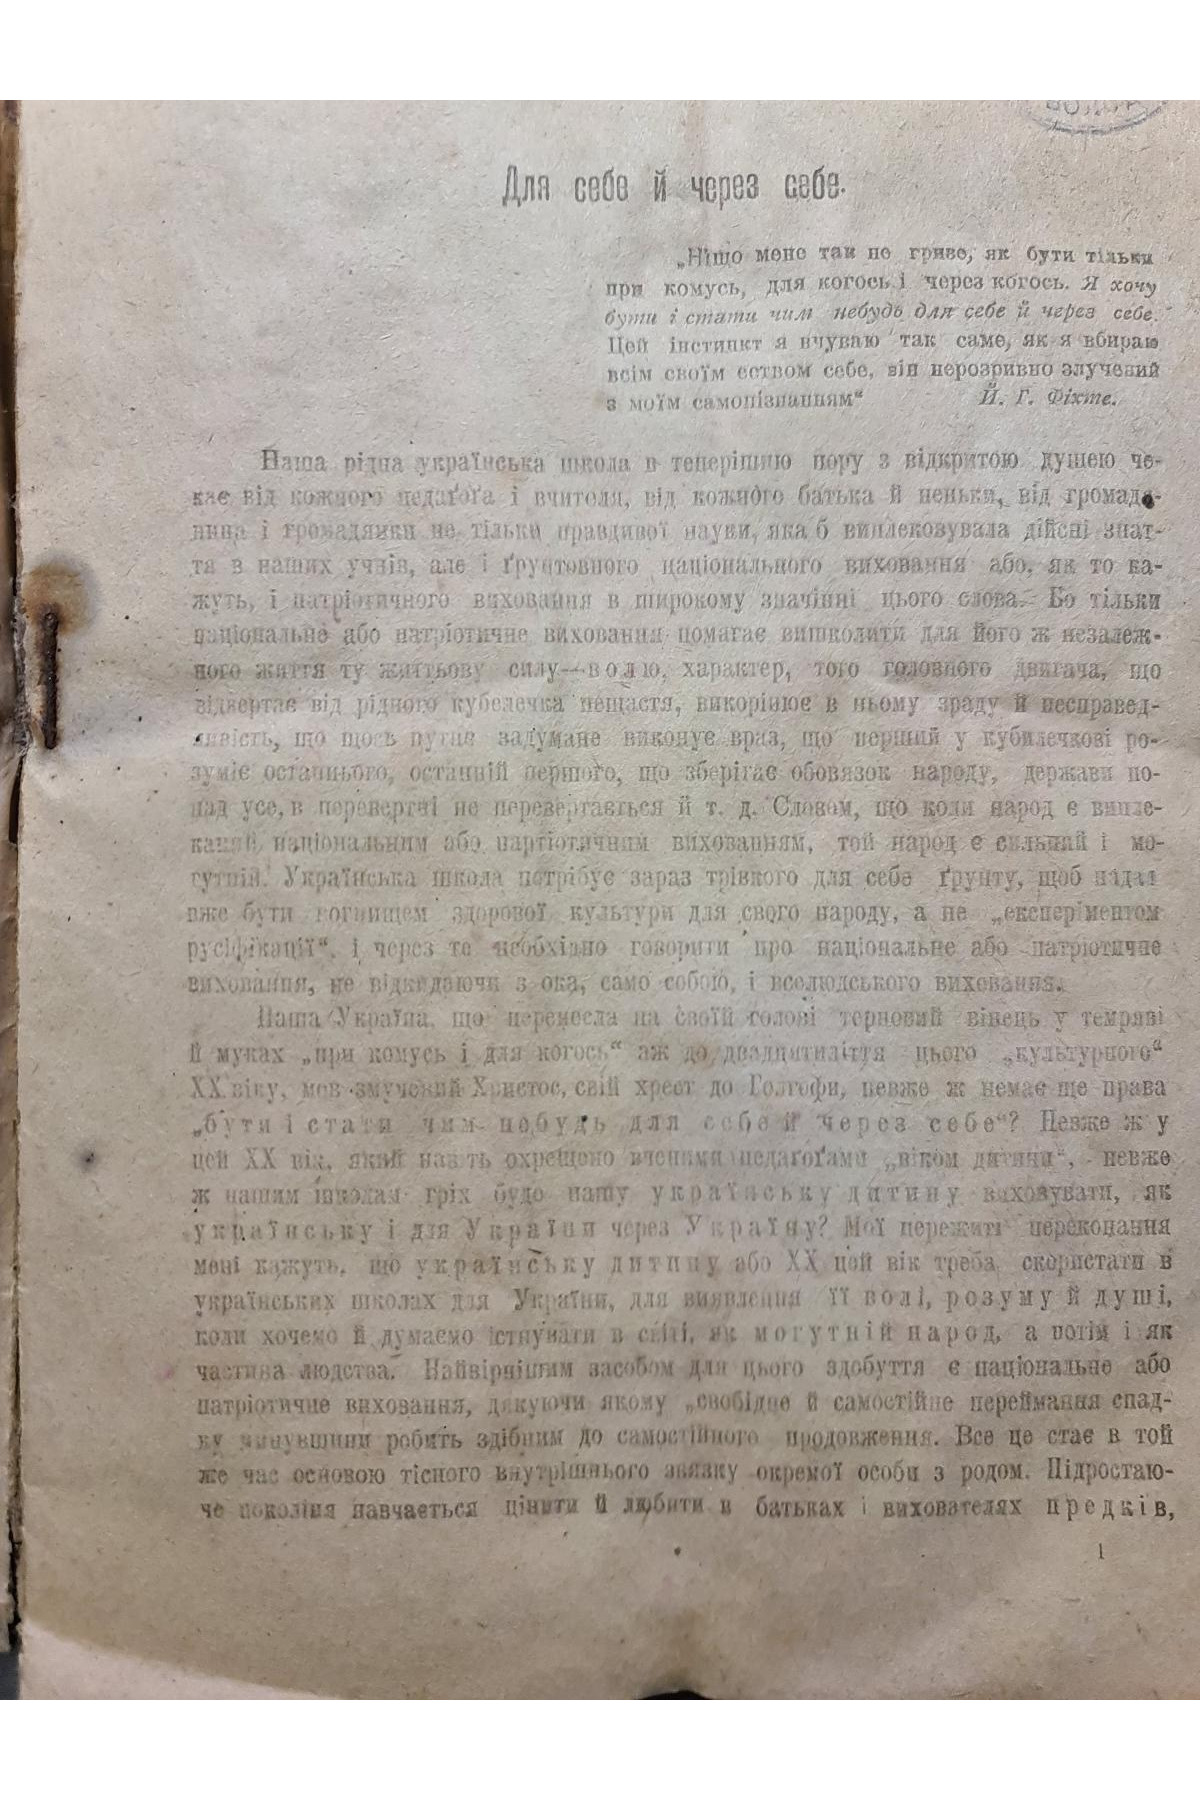 Для себе й через себе.
„Ніщо мене так не гризе, як бути тільки
при комусь, для когось і через когось. Я хочу
бути і стати чим небудь для себе й через себе.
Цей інстинкт я вчуваю так саме, як я вбираю
всім своїм еством себе, він нерозривно злучений
з моїм самопізнанням“ Й. Г. Фіхте.
Наша рідна українська школа в теперішню пору з відкритою душею че-
кає від кожного педаґоґа і вчителя, від кожного батька й неньки, від громадя-
нина і громадянки не тільки правдивої науки, яка б виплековувала дійсні знат-
тя в наших учнів, але і ґрунтовного національного виховання або, як то ка-
жуть, і патріотичного виховання в широкому значінні цього слова. Бо тільки
національне або патріотичне виховання помагає вишколити для його ж незалеж-
ного життя ту життьову силу—волю, характер, того головного двигача, що
відвертає від рідного кубелечка нещастя, викорінює в ньому зраду й несправед-
ливість, що щось путнє задумане виконує враз, що перший у кубилечкові ро-
зуміє останнього, останній першого, що зберігає обовязок народу, держави по-
над усе, в перевертні не перевертається й т. д. Словом, що коли народ є випле-
каний національним або партіотичним вихованням, той народ є сильний і мо-
гутній. Українська школа потрібує зараз трівкого для себе ґрунту, щоб надалі
вже бути вогнищем здорової культури для свого народу, а не „експеріментом
русіфікації“, і через те необхідно говорити про національне або патріотичне
виховання, не відкидаючи з ока, само собою, і вселюдського виховання.
Наша Україна, що перенесла на своїй голові терновий вінець у темряві
й муках „при комусь і для когось“ аж до двадцятиліття цього „культурного“
XX віку, мов змучений Христос, свій хрест до Голгофи, невже ж немає ще права
„бути і стати чим-небудь для себе й через себе“? Невже ж у
цей XX вік, який навіть охрещено вченими педаґоґами „віком дитини“, невже
ж нашим школам гріх буде нашу українську дитину виховувати, як
українську і для України через Україну? Мої пережиті переконання
мені кажуть, що українську дитину або XX цей вік треба скористати в
українських школах для України, для виявлення її волі, розуму й душі,
коли хочемо й думаємо істнувати в світі, як могутній народ, а потім і як
частина людства. Найвірнішим засобом для цього здобуття є національне або
патріотичне виховання, дякуючи якому „свобідне й самостійне переймання спад-
ку минувшини робить здібним до самостійного продовження. Все це стає в той
же час основою тісного внутрішнього звязку окремої особи з родом. Підростаю-
че покоління навчається цінити й любити в батьках і вихователях предків,
1